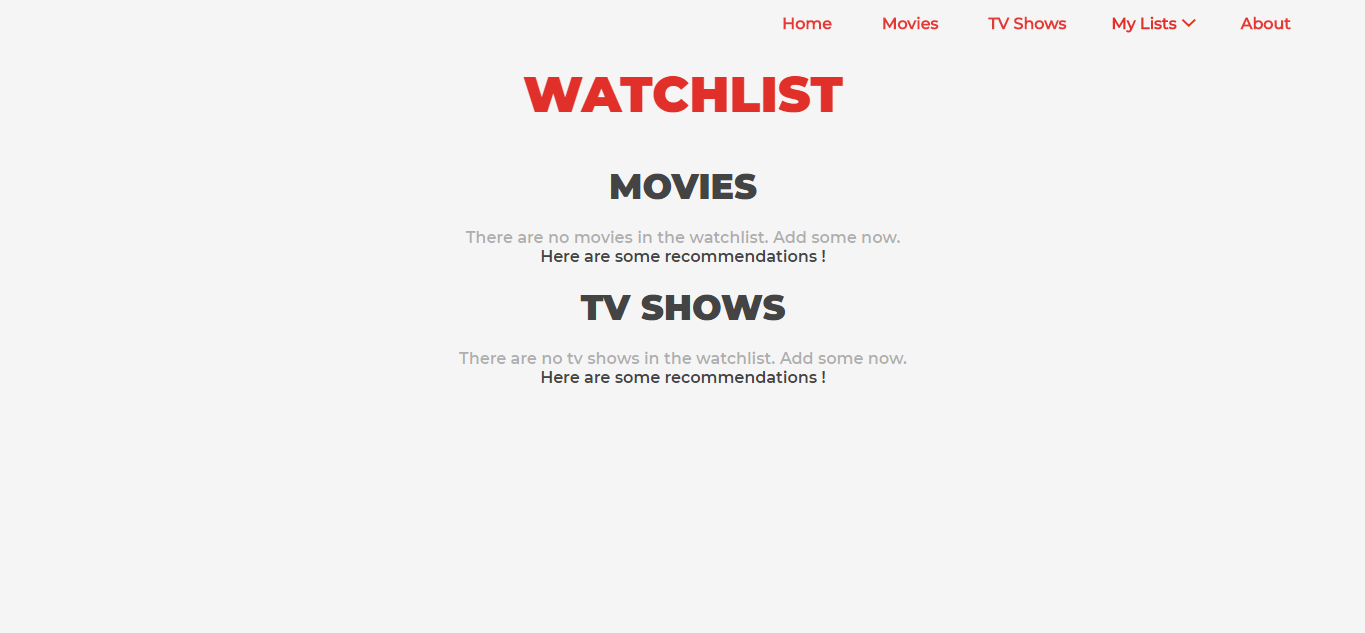 Home Movies TV Shows My Lists About
WATCHLIST
MOVIES
There are no movies in the watchlist. Add some now.
Here are some recommendations !
TV SHOWS
There are no tv shows in the watchlist. Add some now.
Here are some recommendations !